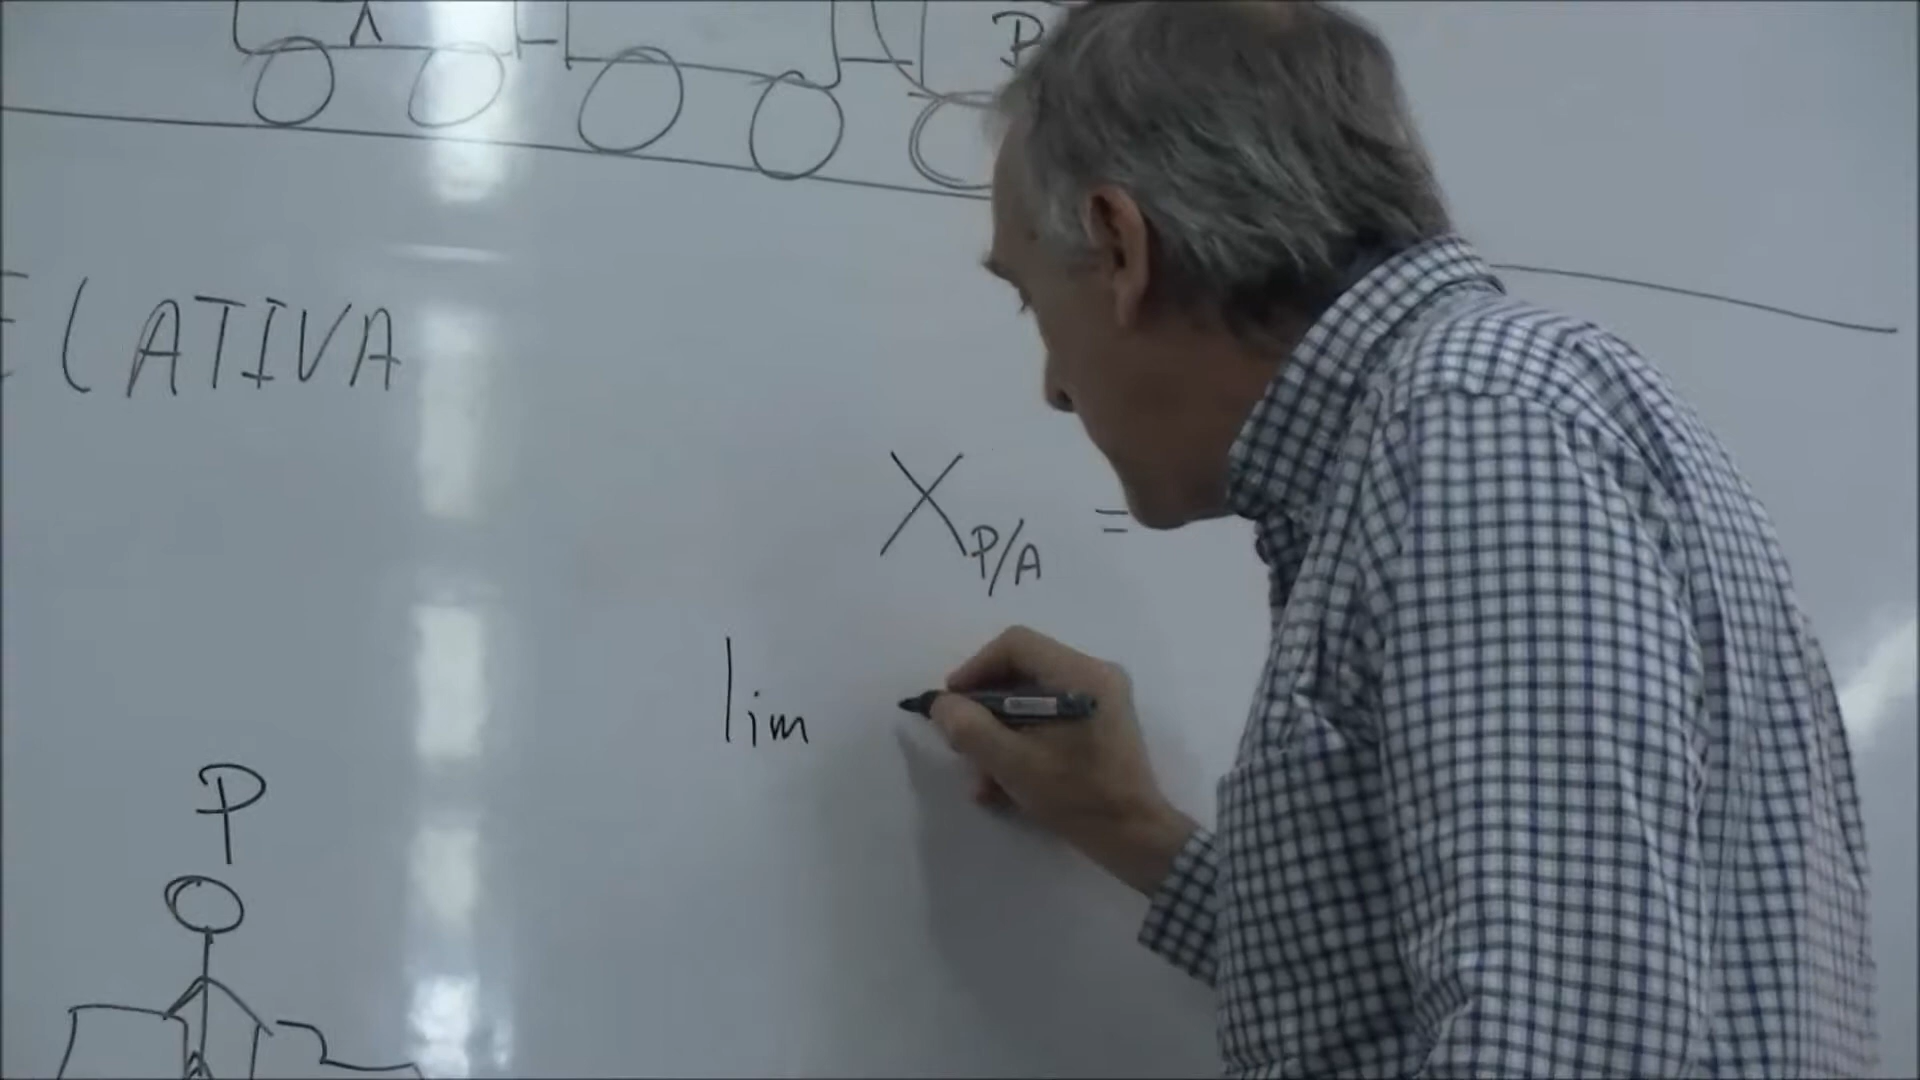 A
P
ELATIVA
X P/A =
lim
P